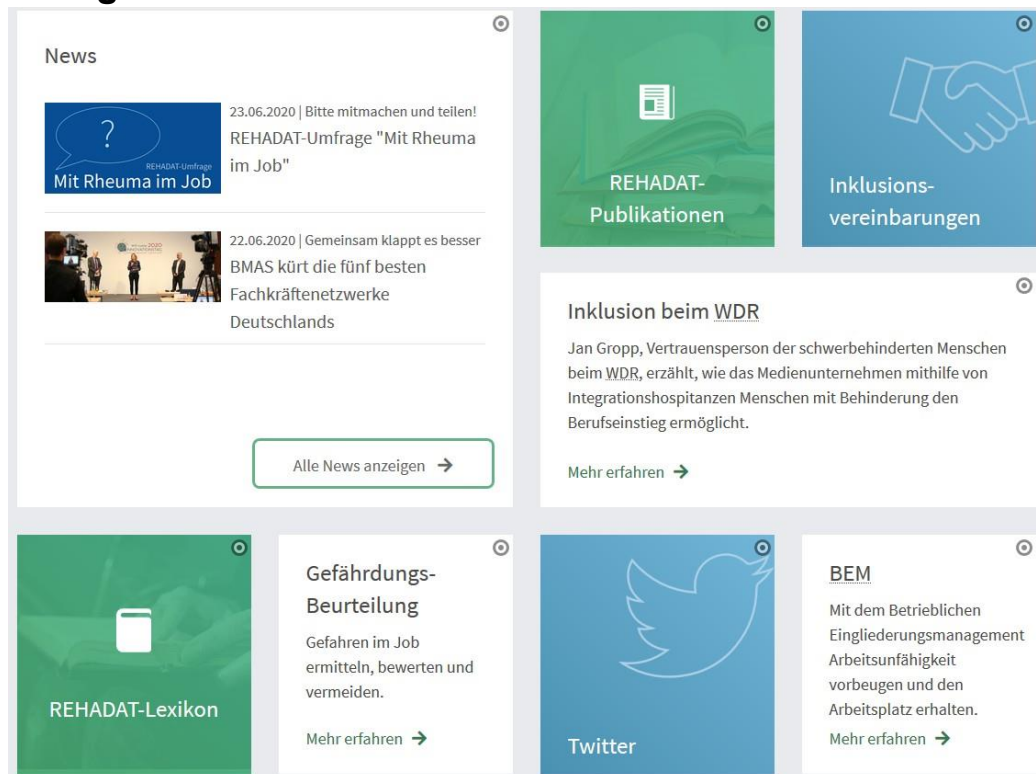 News
?
REHADAT-Umfrage
Mit Rheuma im Job
23.06.2020 | Bitte mitmachen und teilen!
REHADAT-Umfrage "Mit Rheuma
im Job"
22.06.2020 | Gemeinsam klappt es besser
BMAS kürt die fünf besten
Fachkräftenetzwerke
Deutschlands
Alle News anzeigen →
REHADAT-
Publikationen
Inklusions-
vereinbarungen
Inklusion beim WDR
Jan Gropp, Vertrauensperson der schwerbehinderten Menschen
beim WDR, erzählt, wie das Medienunternehmen mithilfe von
Integrationshospitanzen Menschen mit Behinderung den
Berufseinstieg ermöglicht.
Mehr erfahren →
REHADAT-Lexikon
Gefährdungs-
Beurteilung
Gefahren im Job
ermitteln, bewerten und
vermeiden.
Mehr erfahren →
Twitter
BEM
Mit dem Betrieblichen
Eingliederungsmanagement
Arbeitsunfähigkeit
vorbeugen und den
Arbeitsplatz erhalten.
Mehr erfahren →